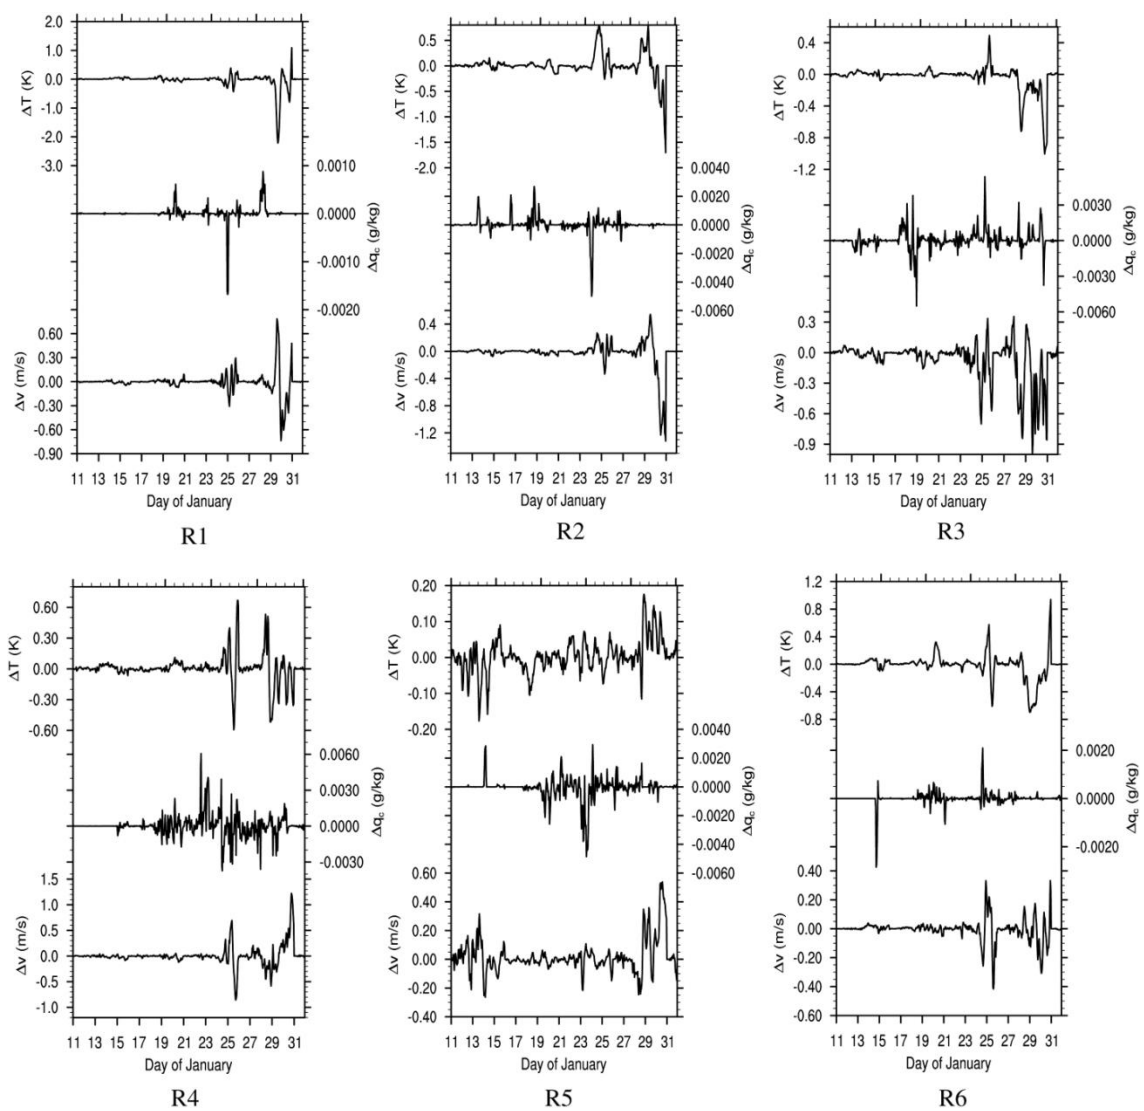 2.0
1.0
0.0
-1.0
-2.0
-3.0
ΔT (K)
0.0010
0.0000
-0.0010
-0.0020
Δqc (g/kg)
0.60
0.30
0.00
-0.30
-0.60
-0.90
Δv (m/s)
11 13 15 17 19 21 23 25 27 29 31
Day of January
R1
0.5
0.0
-0.5
-1.0
-1.5
-2.0
ΔT (K)
0.0040
0.0020
0.0000
-0.0020
-0.0040
-0.0060
Δqc (g/kg)
0.4
0.0
-0.4
-0.8
-1.2
Δv (m/s)
11 13 15 17 19 21 23 25 27 29 31
Day of January
R2
0.4
0.0
-0.4
-0.8
-1.2
ΔT (K)
0.0030
0.0000
-0.0030
-0.0060
Δqc (g/kg)
0.3
0.0
-0.3
-0.6
-0.9
Δv (m/s)
11 13 15 17 19 21 23 25 27 29 31
Day of January
R3
0.60
0.30
0.00
-0.30
-0.60
ΔT (K)
0.0060
0.0030
0.0000
-0.0030
Δqc (g/kg)
1.5
1.0
0.5
0.0
-0.5
-1.0
Δv (m/s)
11 13 15 17 19 21 23 25 27 29 31
Day of January
R4
0.20
0.10
0.00
-0.10
-0.20
ΔT (K)
0.0040
0.0020
0.0000
-0.0020
-0.0040
-0.0060
Δqc (g/kg)
0.60
0.40
0.20
0.00
-0.20
-0.40
Δv (m/s)
11 13 15 17 19 21 23 25 27 29 31
Day of January
R5
1.2
0.8
0.4
0.0
-0.4
-0.8
ΔT (K)
0.0020
0.0000
-0.0020
Δqc (g/kg)
0.40
0.20
0.00
-0.20
-0.40
-0.60
Δv (m/s)
11 13 15 17 19 21 23 25 27 29 31
Day of January
R6